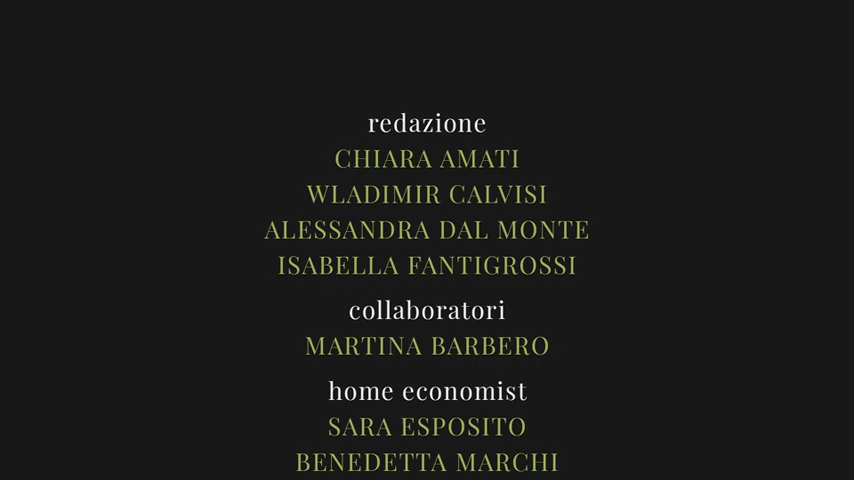 redazione
CHIARA AMATI
WLADIMIR CALVISI
ALESSANDRA DAL MONTE
ISABELLA FANTIGROSSI
collaboratori
MARTINA BARBERO
home economist
SARA ESPOSITO
BENEDETTA MARCHI